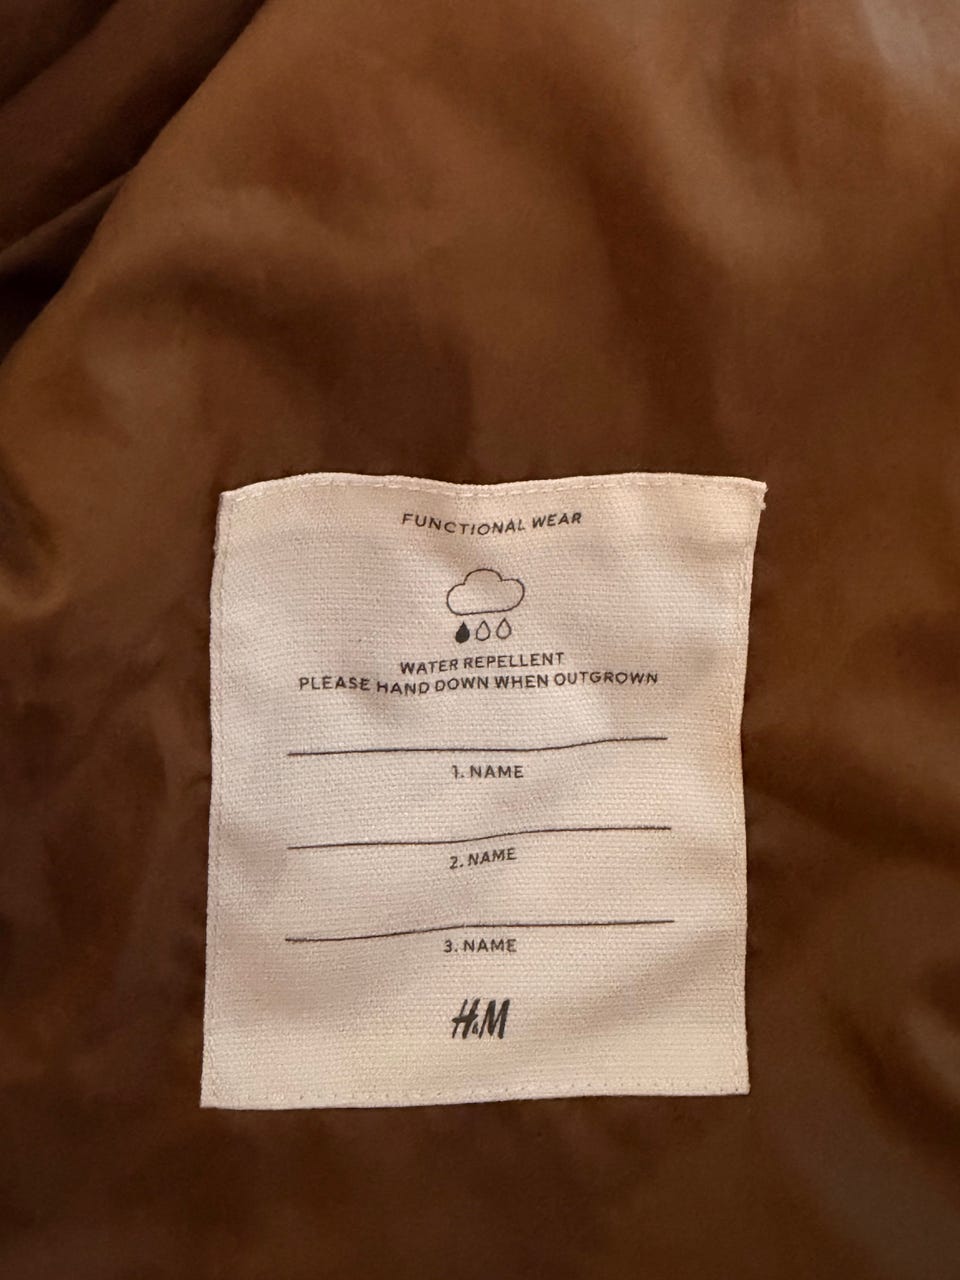 FUNCTIONAL WEAR
WATER REPELLENT
PLEASE HAND DOWN WHEN OUTGROWN
1. NAME
2. NAME
3. NAME
H&M